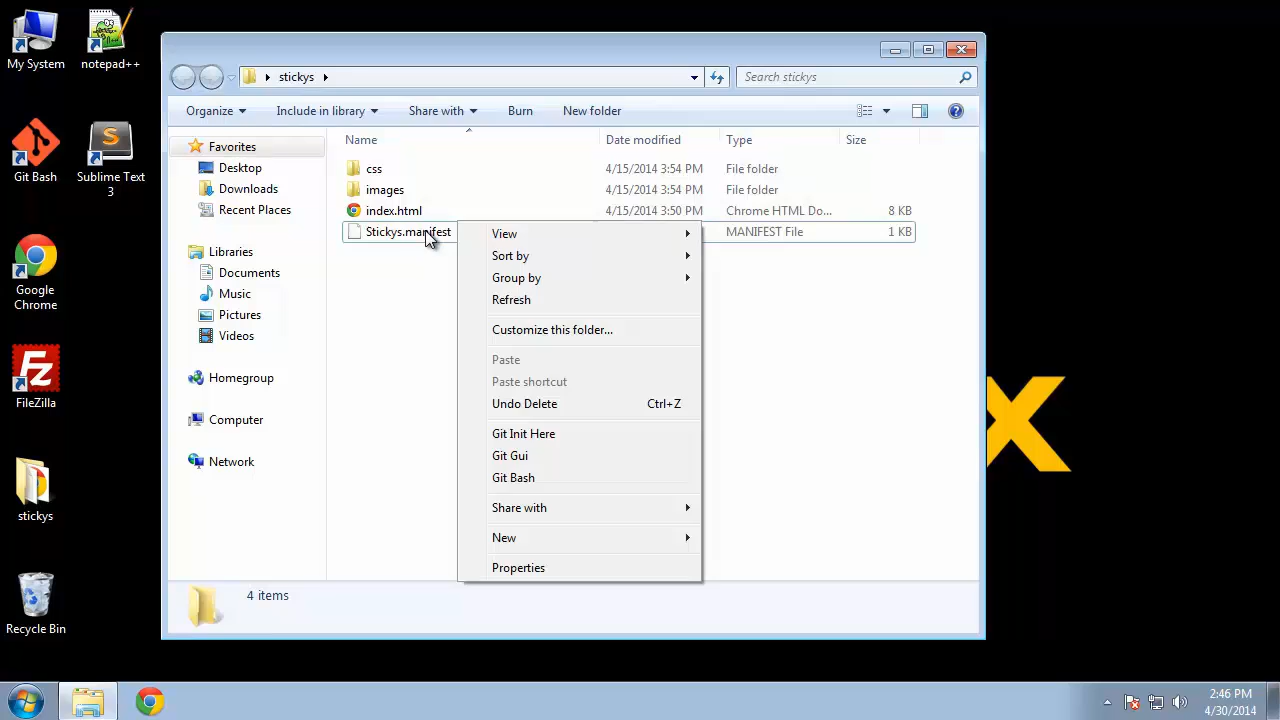 My System
notepad++
Git Bash
Sublime Text
3
Google
Chrome
FileZilla
stickys
Recycle Bin
stickys
Search stickys
Organize
Include in library
Share with
Burn
New folder
Favorites
Desktop
Downloads
Recent Places
Libraries
Documents
Music
Pictures
Videos
Homegroup
Computer
Network
Name
Date modified
Type
Size
css
4/15/2014 3:54 PM
File folder
images
4/15/2014 3:54 PM
File folder
index.html
4/15/2014 3:50 PM
Chrome HTML Do...
8 KB
Stickys.manifest
MANIFEST File
1 KB
View
Sort by
Group by
Refresh
Customize this folder...
Paste
Paste shortcut
Undo Delete
Ctrl+Z
Git Init Here
Git Gui
Git Bash
Share with
New
Properties
4 items
X
2:46 PM
4/30/2014